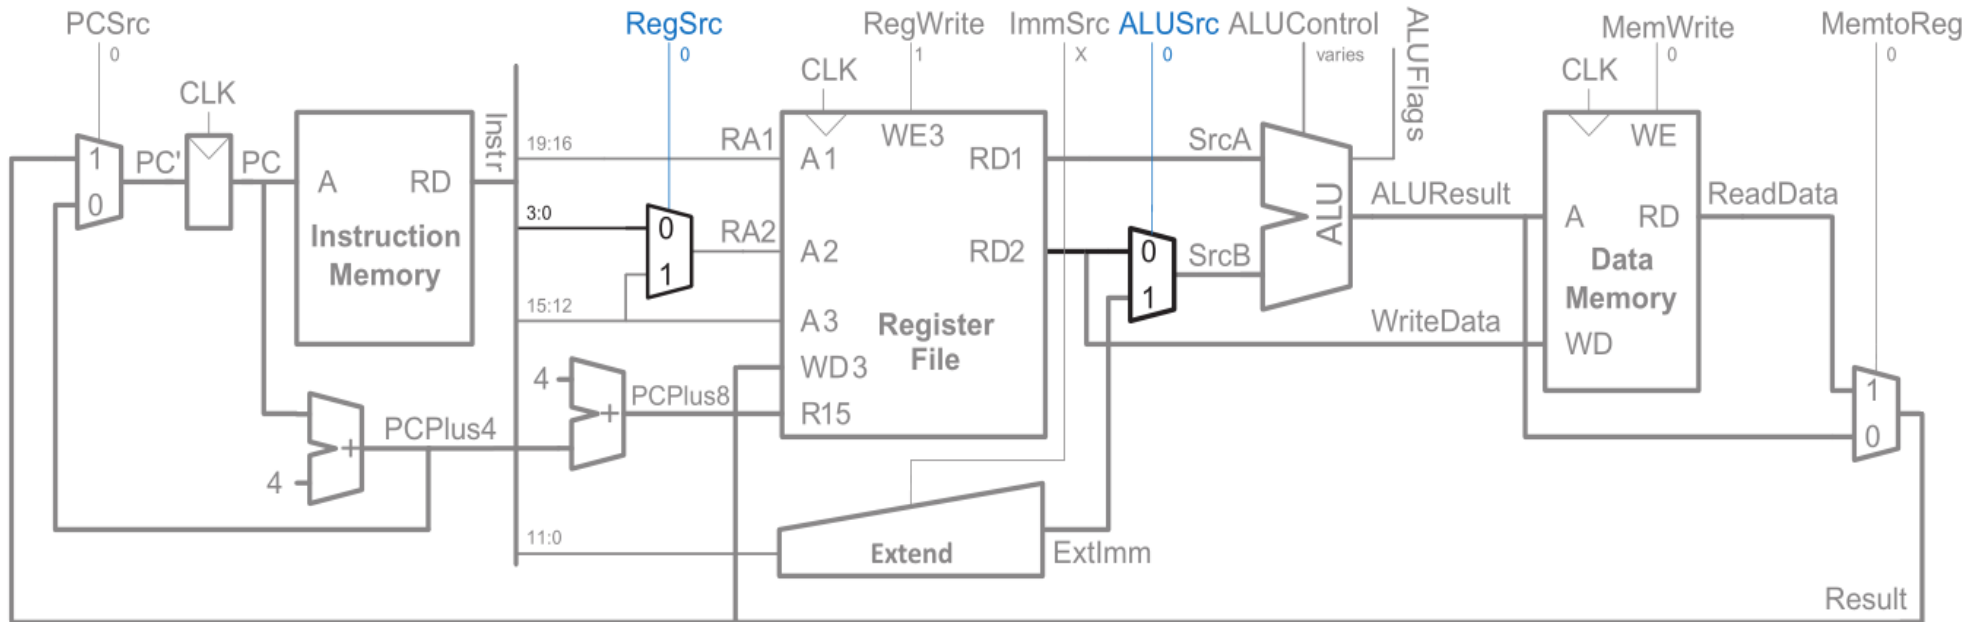 PCSrc
0
RegSrc
0
RegWrite
1
ImmSrc
X
ALUSrc
0
ALUControl
varies
ALUFlags
MemWrite
0
MemtoReg
0
CLK
CLK
CLK
1
0
PC'
PC
A
RD
Instruction
Memory
Instr
19:16
3:0
15:12
11:0
0
1
RA1
RA2
A1
A2
A3
WD3
R15
WE3
RD1
RD2
Register
File
SrcA
0
1
SrcB
ALU
ALUResult
WriteData
A
RD
WE
WD
Data
Memory
ReadData
1
0
4
+
PCPlus4
4
+
PCPlus8
Extend
ExtImm
Result